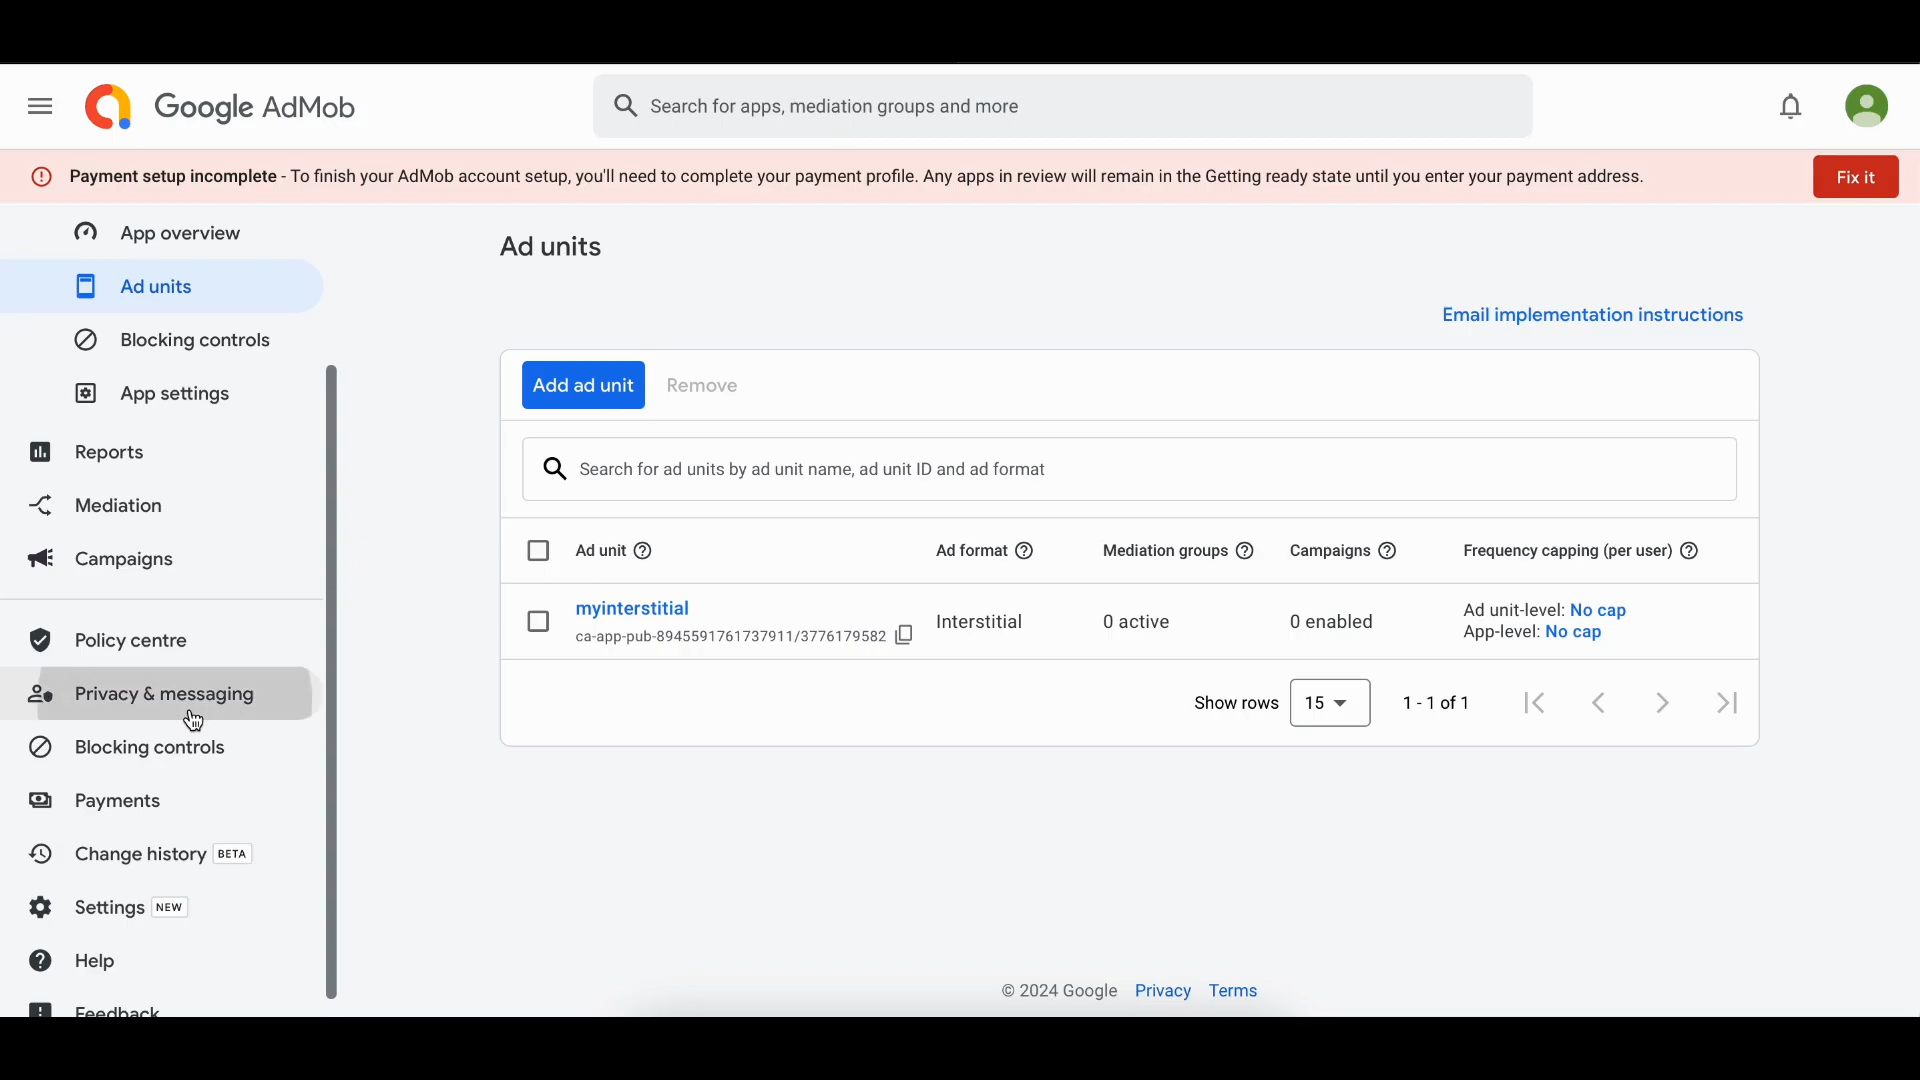 Google AdMob
Search for apps, mediation groups and more
Payment setup incomplete - To finish your AdMob account setup, you'll need to complete your payment profile. Any apps in review will remain in the Getting ready state until you enter your payment address.
Fix it
App overview
Ad units
Blocking controls
App settings
Reports
Mediation
Campaigns
Policy centre
Privacy & messaging
Blocking controls
Payments
Change history BETA
Settings NEW
Help
Feedback
Ad units
Email implementation instructions
Add ad unit Remove
Search for ad units by ad unit name, ad unit ID and ad format
Ad unit Ad format Mediation groups Campaigns Frequency capping (per user)
myinterstitial
ca-app-pub-8945591761737911/3776179582
Interstitial
0 active
0 enabled
Ad unit-level: No cap
App-level: No cap
Show rows 15 1 - 1 of 1
© 2024 Google Privacy Terms